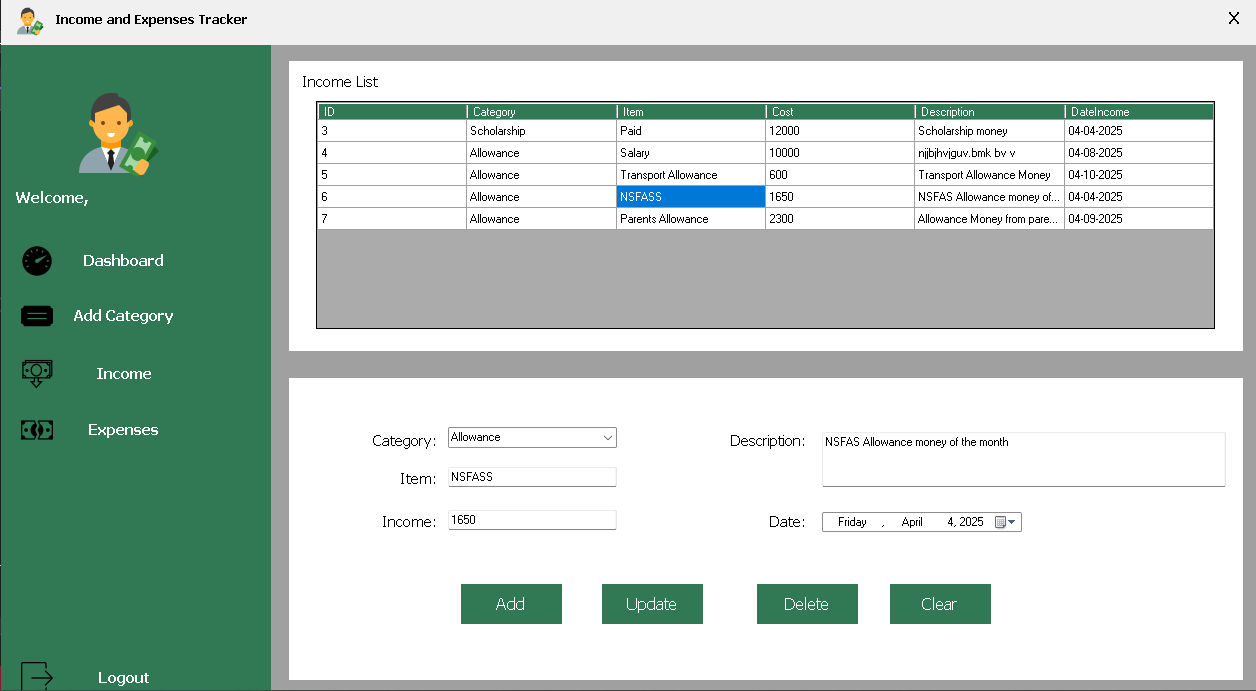 Income and Expenses Tracker X
Welcome,
Dashboard
Add Category
Income
Expenses
Logout
Income List
ID Category Item Cost Description DateIncome
3 Scholarship Paid 12000 Scholarship money 04-04-2025
4 Allowance Salary 10000 njjbjhvjguv.bmk bv v 04-08-2025
5 Allowance Transport Allowance 600 Transport Allowance Money 04-10-2025
6 Allowance NSFASS 1650 NSFAS Allowance money of... 04-04-2025
7 Allowance Parents Allowance 2300 Allowance Money from pare... 04-09-2025
Category: Allowance
Item: NSFASS
Income: 1650
Description: NSFAS Allowance money of the month
Date: Friday , April 4, 2025
Add Update Delete Clear